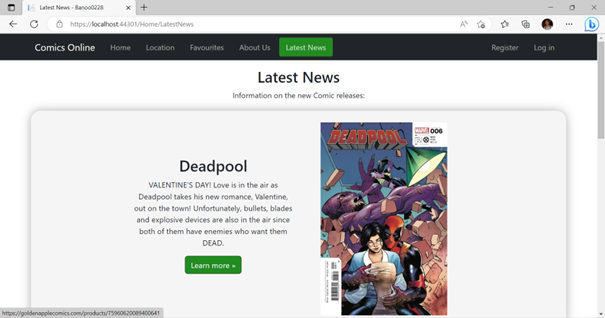 Latest News - Banoo0228
https://localhost:44301/Home/LatestNews
Comics Online Home Location Favourites About Us Latest News Register Log in
Latest News
Information on the new Comic releases:
Deadpool
VALENTINE'S DAY! Love is in the air as
Deadpool takes his new romance, Valentine,
out on the town! Unfortunately, bullets, blades
and explosive devices are also in the air since
both of them have enemies who want them
DEAD.
Learn more »
DEADPOOL
MARVEL
006
https://goldenapplecomics.com/products/75960620089400641